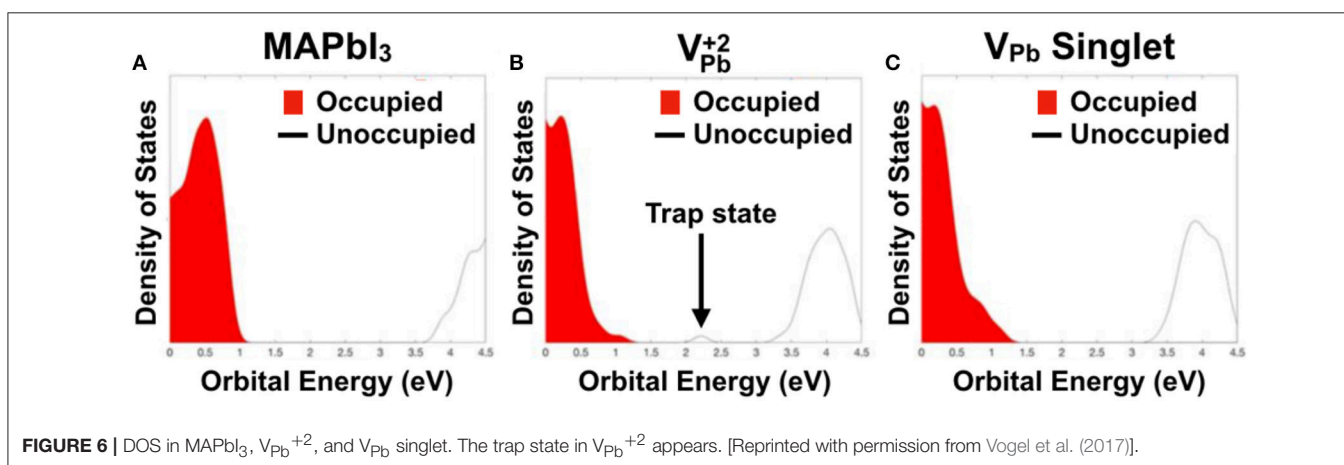 MAPbI₃
A
Occupied
Unoccupied
Density of States
0 0.5 1 1.5 2 2.5 3 3.5 4 4.5
Orbital Energy (eV)
V⁺²Pb
B
Occupied
Unoccupied
Trap state
Density of States
0 0.5 1 1.5 2 2.5 3 3.5 4 4.5
Orbital Energy (eV)
VPb Singlet
C
Occupied
Unoccupied
Density of States
0 0.5 1 1.5 2 2.5 3 3.5 4 4.5
Orbital Energy (eV)
FIGURE 6 | DOS in MAPbI₃, VPb⁺², and VPb singlet. The trap state in VPb⁺² appears. [Reprinted with permission from Vogel et al. (2017)].